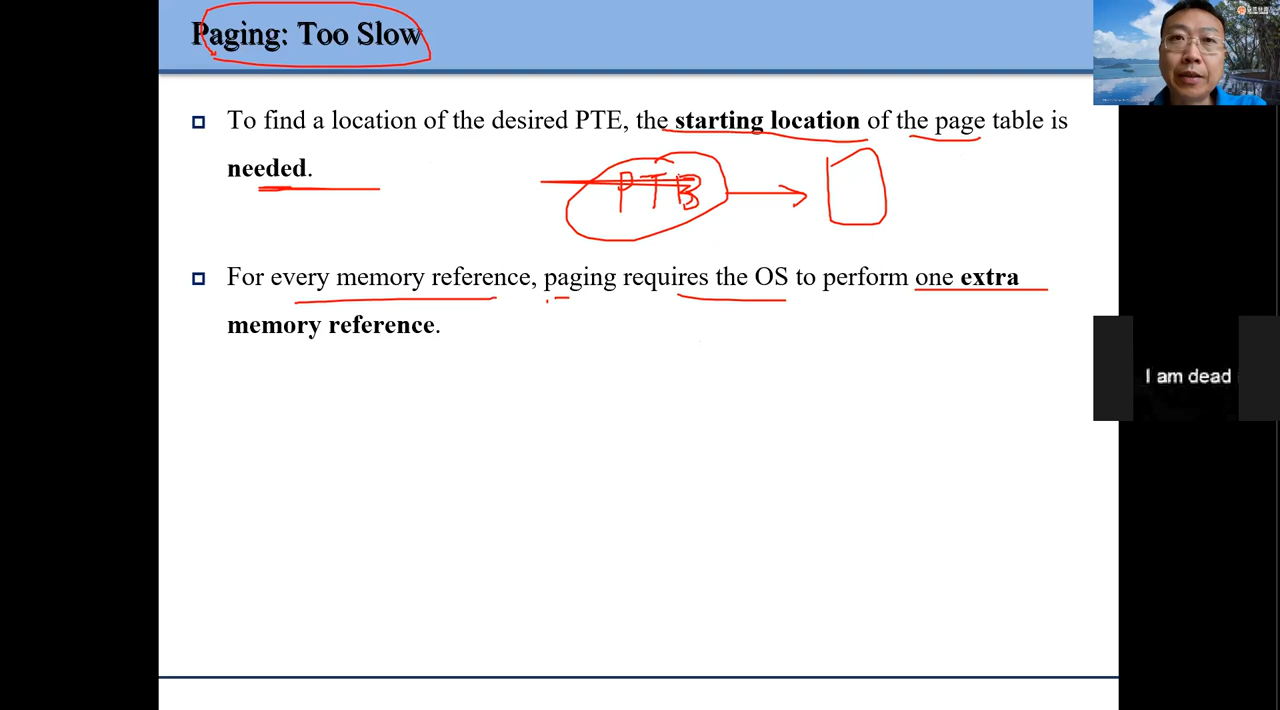 Paging: Too Slow
To find a location of the desired PTE, the starting location of the page table is
needed.
PTB
For every memory reference, paging requires the OS to perform one extra
memory reference.
I am dead